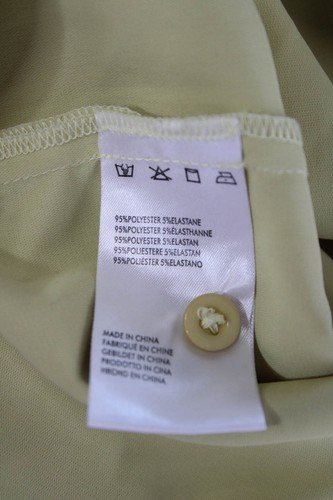 95%POLYESTER 5%ELASTANE
95%POLYESTER 5%ELASTHANNE
95%POLYESTER 5%ELASTAN
95%POLIESTERE 5%ELASTAN
95%POLIESTER 5%ELASTANO
MADE IN CHINA
FABRIQUÉ EN CHINE
GEBILDET IN CHINA
PRODOTTO IN CINA
HECHO EN CHINA